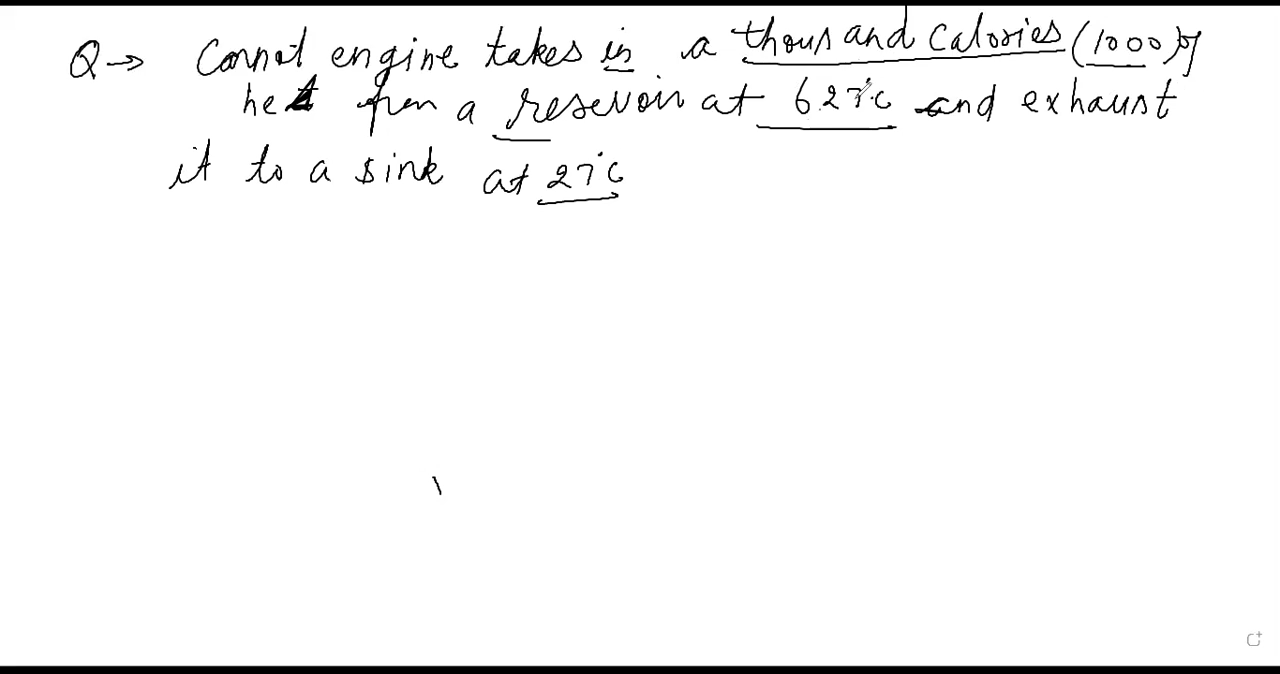 Q→ Carnot engine takes in a thousand calories (1000) of
heat from a resevoir at 627°C and exhaust
it to a sink at 27°C